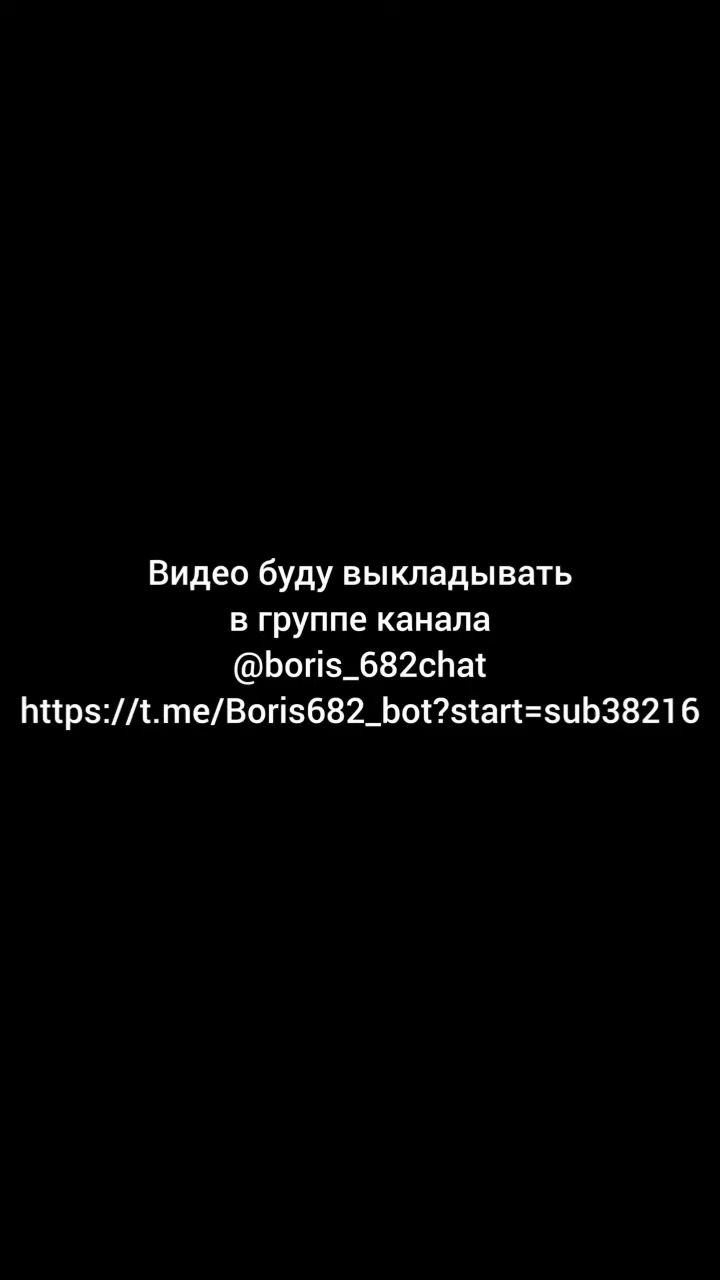 Видео буду выкладывать
в группе канала
@boris_682chat
https://t.me/Boris682_bot?start=sub38216